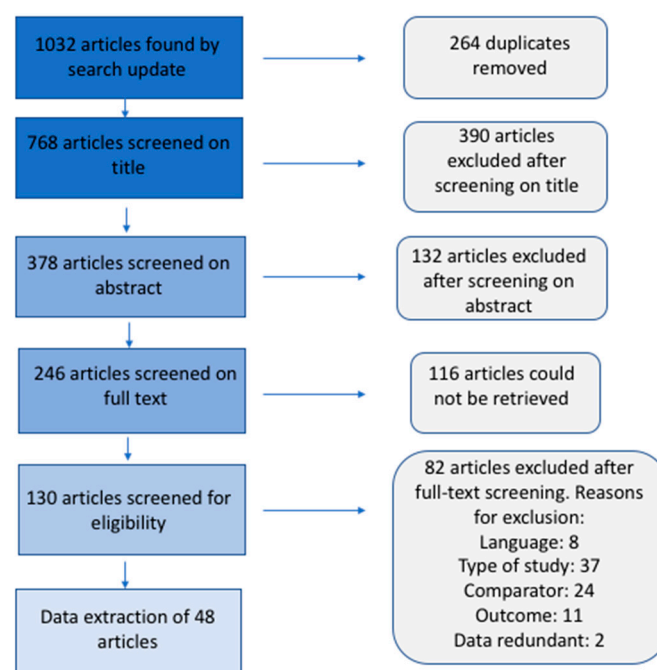 1032 articles found by
search update
264 duplicates
removed
768 articles screened on
title
390 articles
excluded after
screening on title
378 articles screened on
abstract
132 articles excluded
after screening on
abstract
246 articles screened on
full text
116 articles could
not be retrieved
130 articles screened for
eligibility
82 articles excluded after
full-text screening. Reasons
for exclusion:
Language: 8
Type of study: 37
Comparator: 24
Outcome: 11
Data redundant: 2
Data extraction of 48
articles